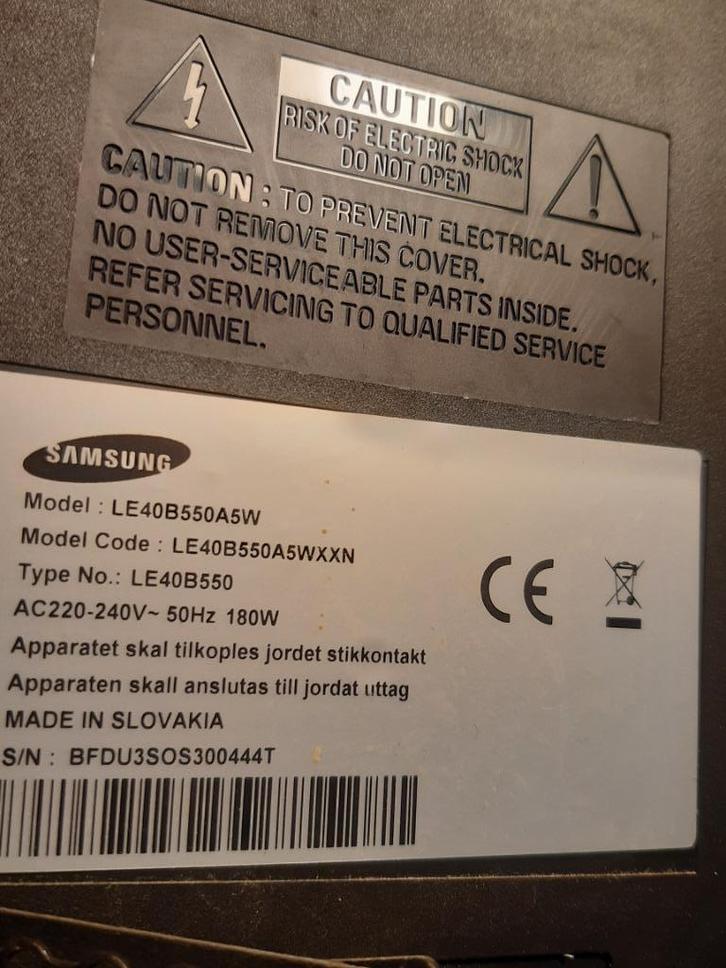 CAUTION
RISK OF ELECTRIC SHOCK
DO NOT OPEN
CAUTION : TO PREVENT ELECTRICAL SHOCK,
DO NOT REMOVE THIS COVER.
NO USER-SERVICEABLE PARTS INSIDE.
REFER SERVICING TO QUALIFIED SERVICE
PERSONNEL.
SAMSUNG
Model : LE40B550A5W
Model Code : LE40B550A5WXXN
Type No.: LE40B550
AC220-240V~ 50Hz 180W
Apparatet skal tilkoples jordet stikkontakt
Apparaten skall anslutas till jordat uttag
MADE IN SLOVAKIA
S/N : BFDU3SOS300444T
CE